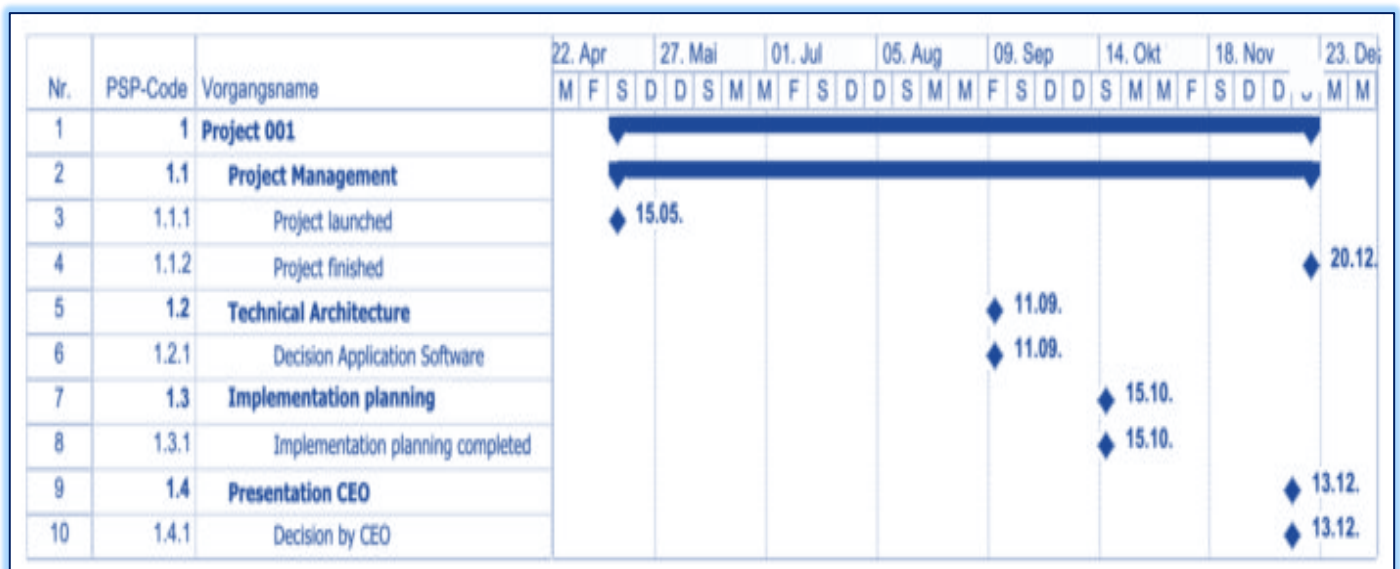 22. Apr 27. Mai 01. Jul 05. Aug 09. Sep 14. Okt 18. Nov 23. Dez
Nr. PSP-Code Vorgangsname M F S D D S M M F S D D S M M F S D D S M M F S D D M M
1 1 Project 001
2 1.1 Project Management
3 1.1.1 Project launched 15.05.
4 1.1.2 Project finished 20.12.
5 1.2 Technical Architecture 11.09.
6 1.2.1 Decision Application Software 11.09.
7 1.3 Implementation planning 15.10.
8 1.3.1 Implementation planning completed 15.10.
9 1.4 Presentation CEO 13.12.
10 1.4.1 Decision by CEO 13.12.